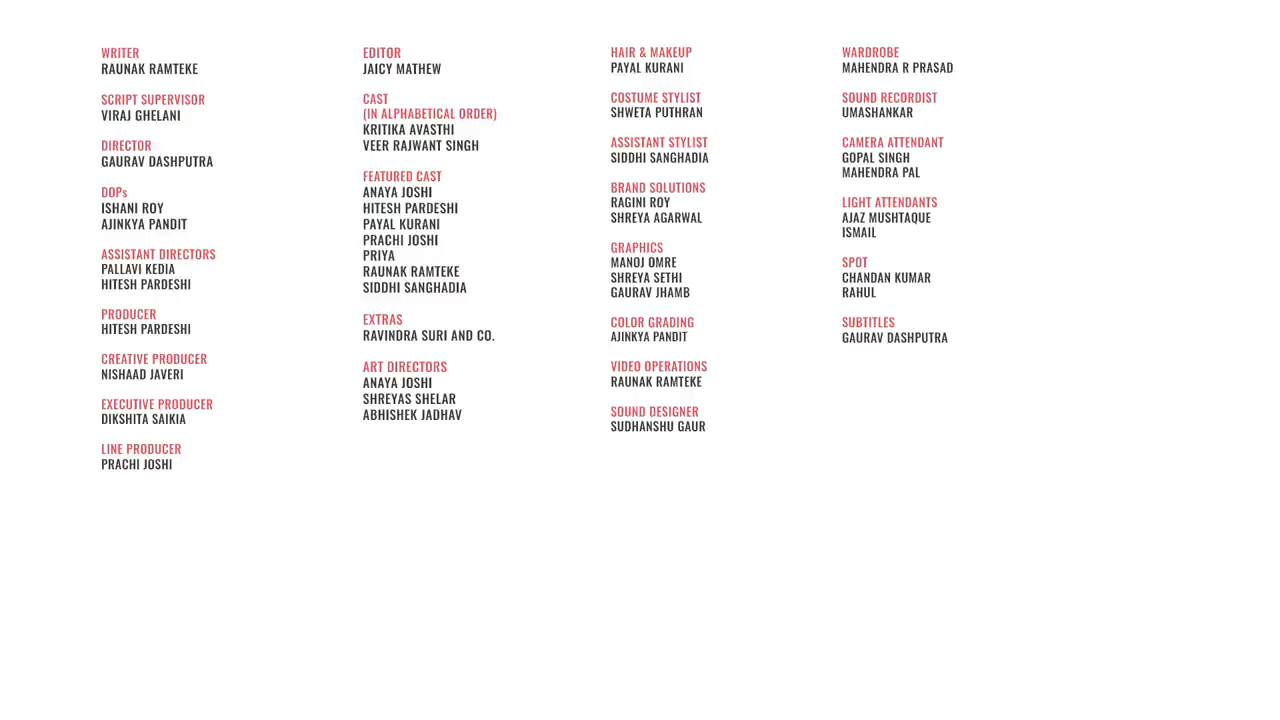 WRITER
RAUNAK RAMTEKE
SCRIPT SUPERVISOR
VIRAJ GHELANI
DIRECTOR
GAURAV DASHPUTRA
DOPs
ISHANI ROY
AJINKYA PANDIT
ASSISTANT DIRECTORS
PALLAVI KEDIA
HITESH PARDESHI
PRODUCER
HITESH PARDESHI
CREATIVE PRODUCER
NISHAAD JAVERI
EXECUTIVE PRODUCER
DIKSHITA SAIKIA
LINE PRODUCER
PRACHI JOSHI
EDITOR
JAICY MATHEW
CAST
(IN ALPHABETICAL ORDER)
KRITIKA AVASTHI
VEER RAJWANT SINGH
FEATURED CAST
ANAYA JOSHI
HITESH PARDESHI
PAYAL KURANI
PRACHI JOSHI
PRIYA
RAUNAK RAMTEKE
SIDDHI SANGHADIA
EXTRAS
RAVINDRA SURI AND CO.
ART DIRECTORS
ANAYA JOSHI
SHREYAS SHELAR
ABHISHEK JADHAV
HAIR & MAKEUP
PAYAL KURANI
COSTUME STYLIST
SHWETA PUTHRAN
ASSISTANT STYLIST
SIDDHI SANGHADIA
BRAND SOLUTIONS
RAGINI ROY
SHREYA AGARWAL
GRAPHICS
MANOJ OMRE
SHREYA SETHI
GAURAV JHAMB
COLOR GRADING
AJINKYA PANDIT
VIDEO OPERATIONS
RAUNAK RAMTEKE
SOUND DESIGNER
SUDHANSHU GAUR
WARDROBE
MAHENDRA R PRASAD
SOUND RECORDIST
UMASHANKAR
CAMERA ATTENDANT
GOPAL SINGH
MAHENDRA PAL
LIGHT ATTENDANTS
AJAZ MUSHTAQUE
ISMAIL
SPOT
CHANDAN KUMAR
RAHUL
SUBTITLES
GAURAV DASHPUTRA